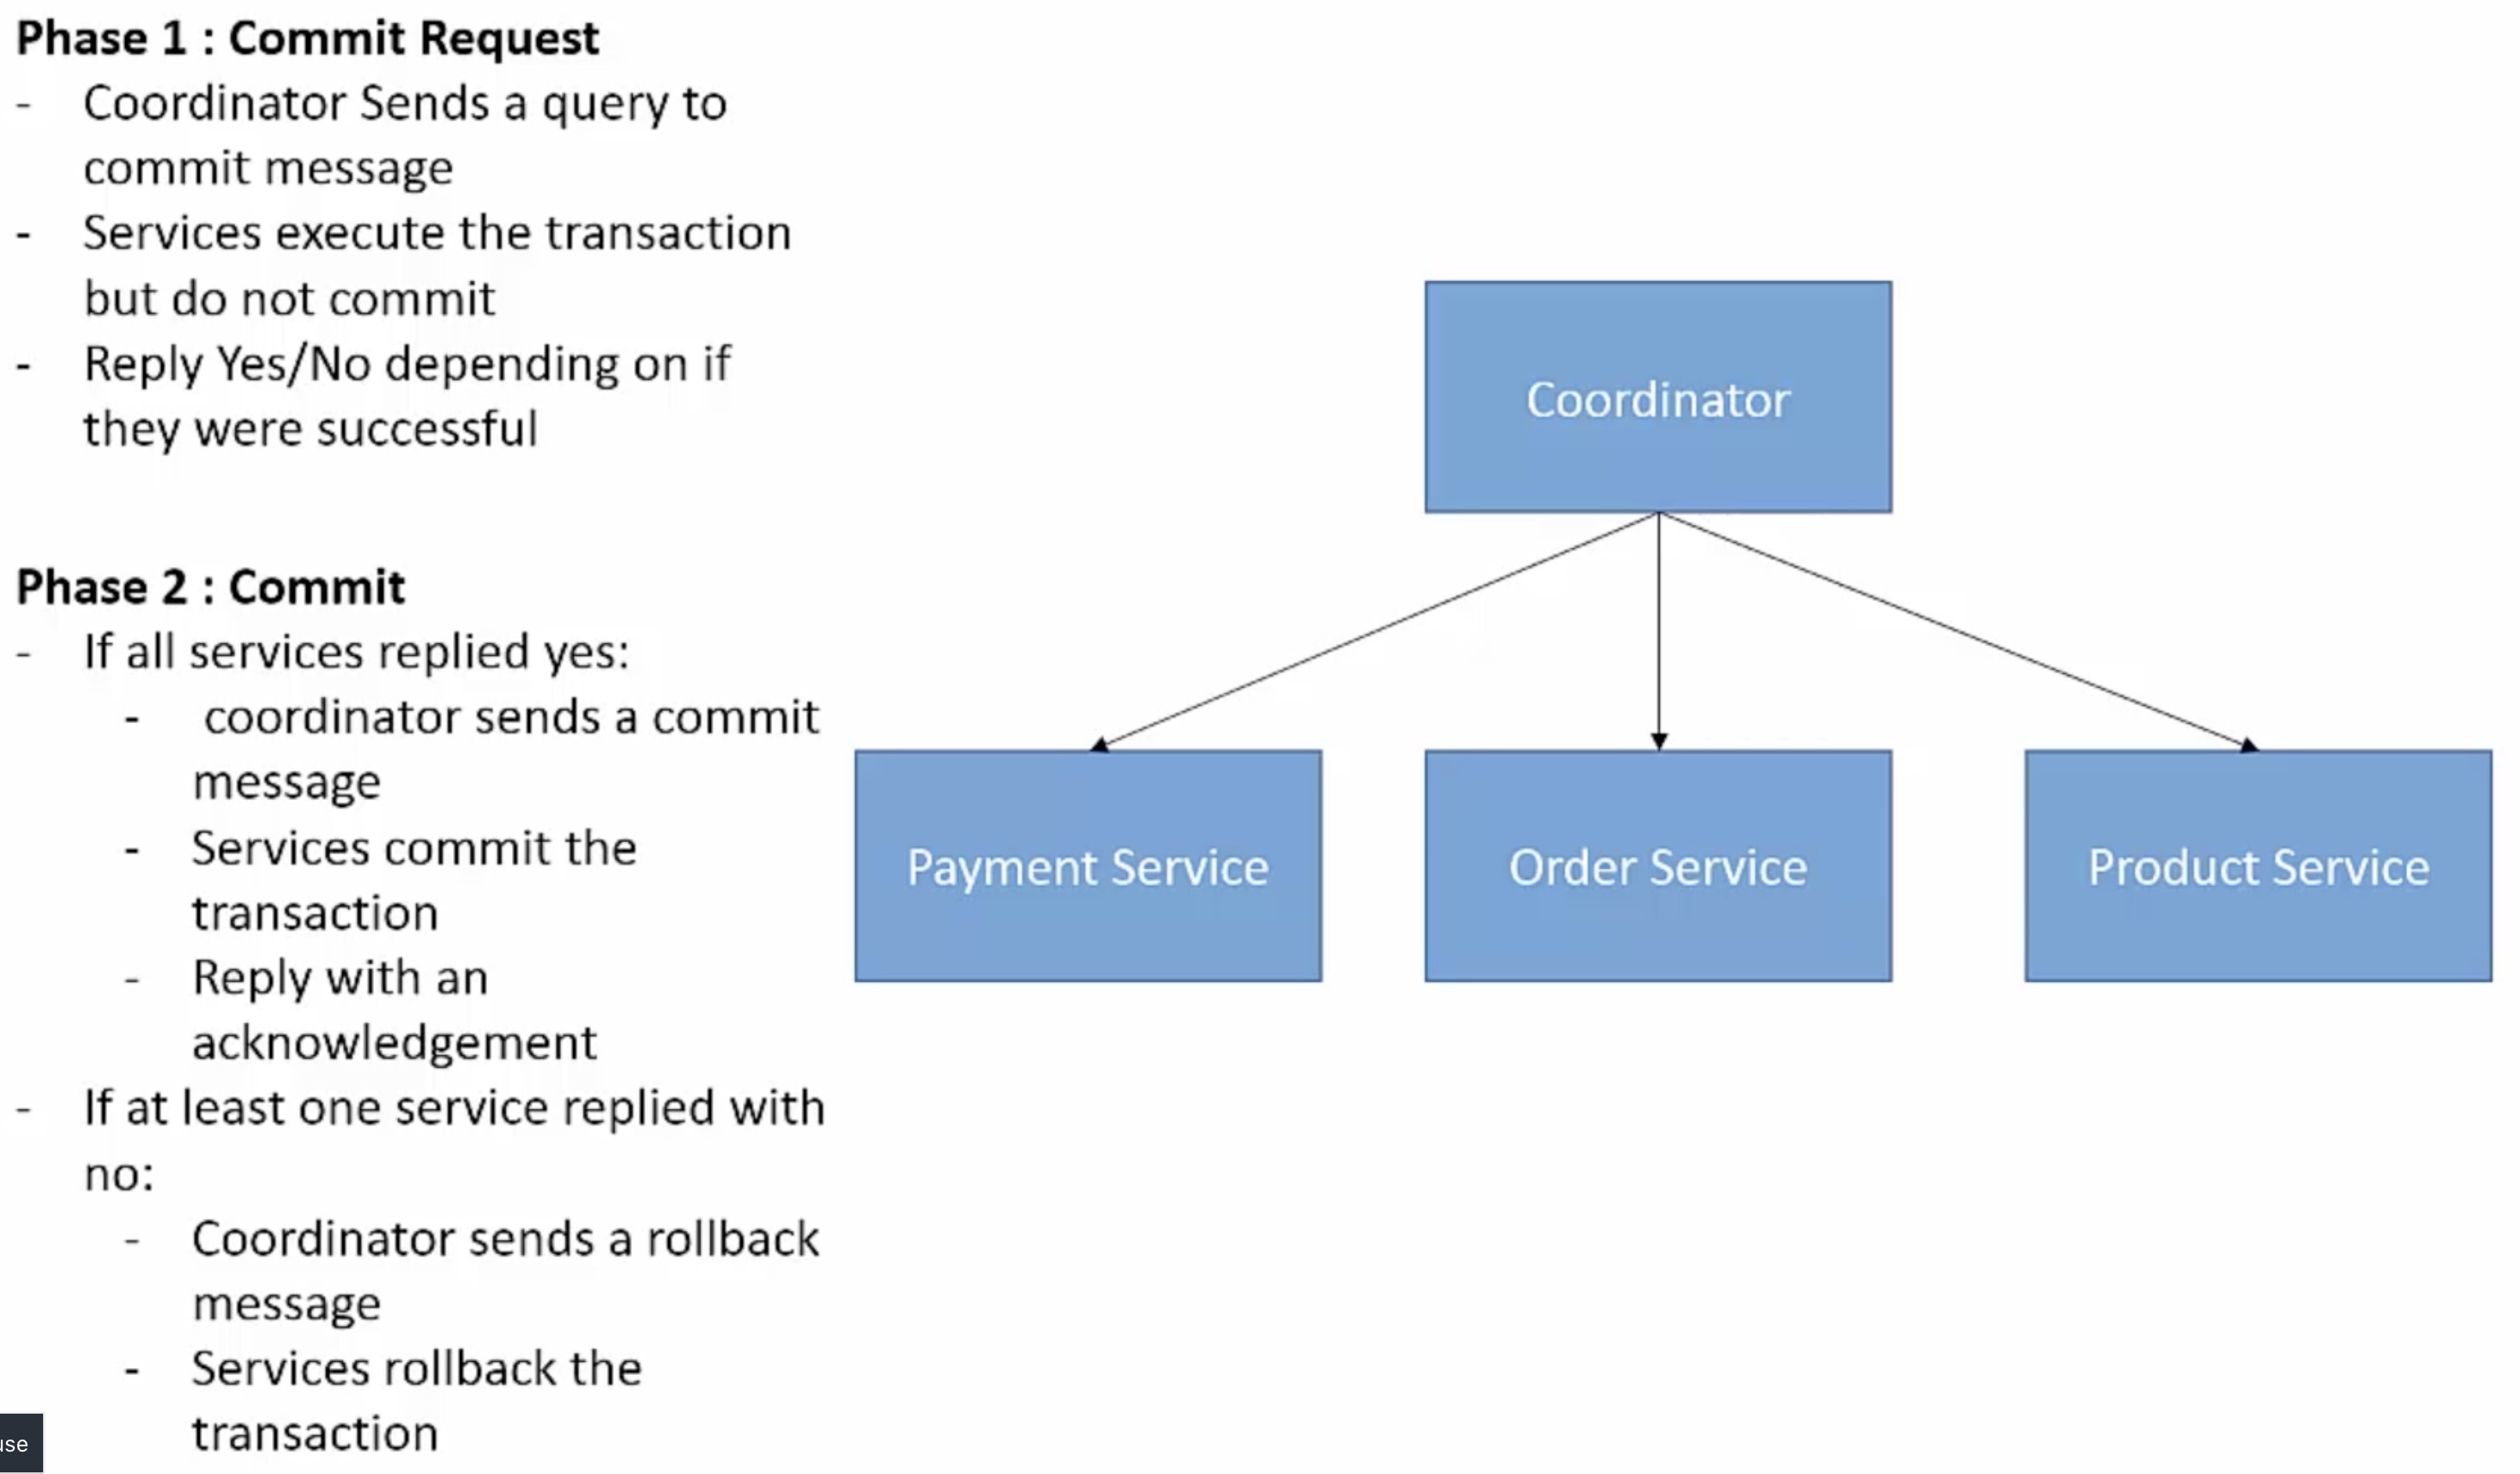 Phase 1 : Commit Request
- Coordinator Sends a query to
commit message
- Services execute the transaction
but do not commit
- Reply Yes/No depending on if
they were successful
Phase 2 : Commit
- If all services replied yes:
- coordinator sends a commit
message
- Services commit the
transaction
- Reply with an
acknowledgement
- If at least one service replied with
no:
- Coordinator sends a rollback
message
- Services rollback the
transaction
Coordinator
Payment Service
Order Service
Product Service